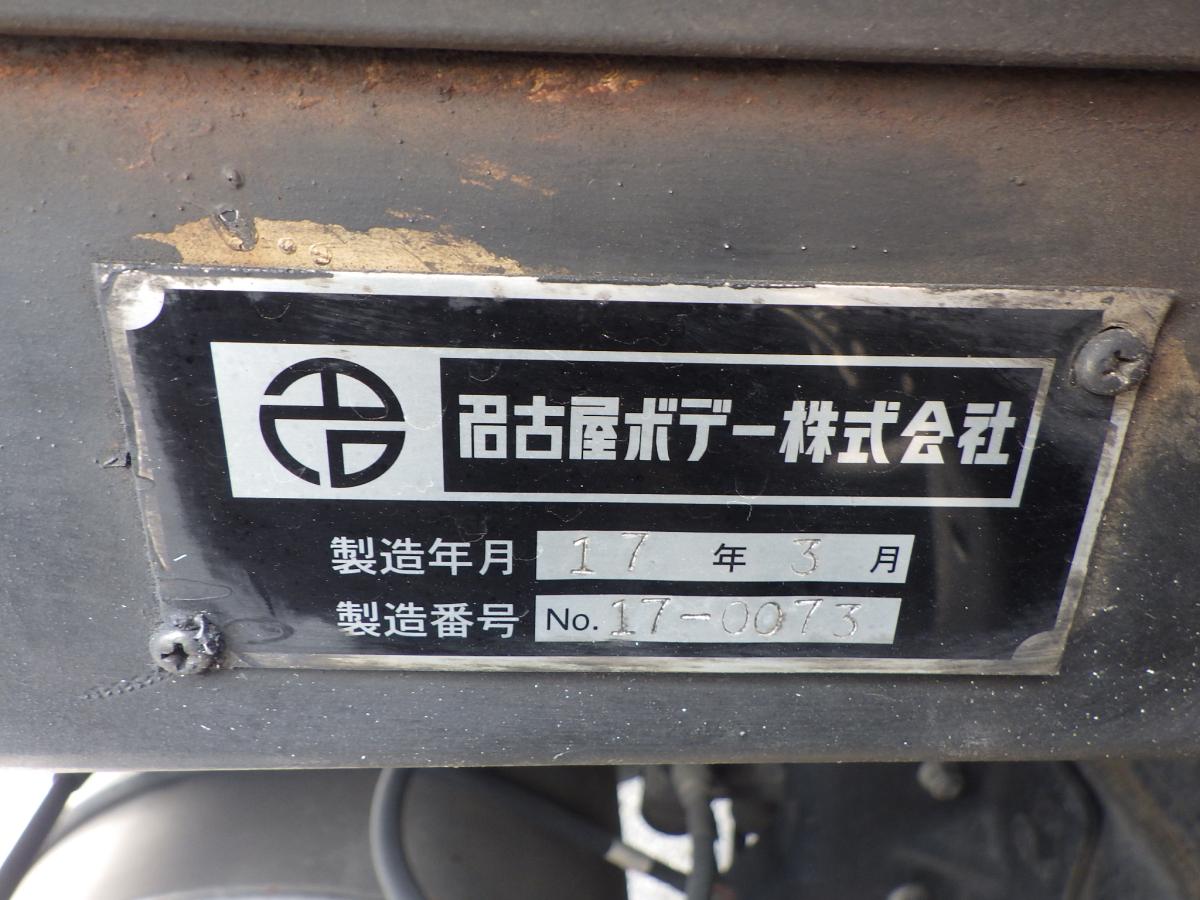 名古屋ボデー株式会社
製造年月 17 年 3 月
製造番号 No. 17-0073